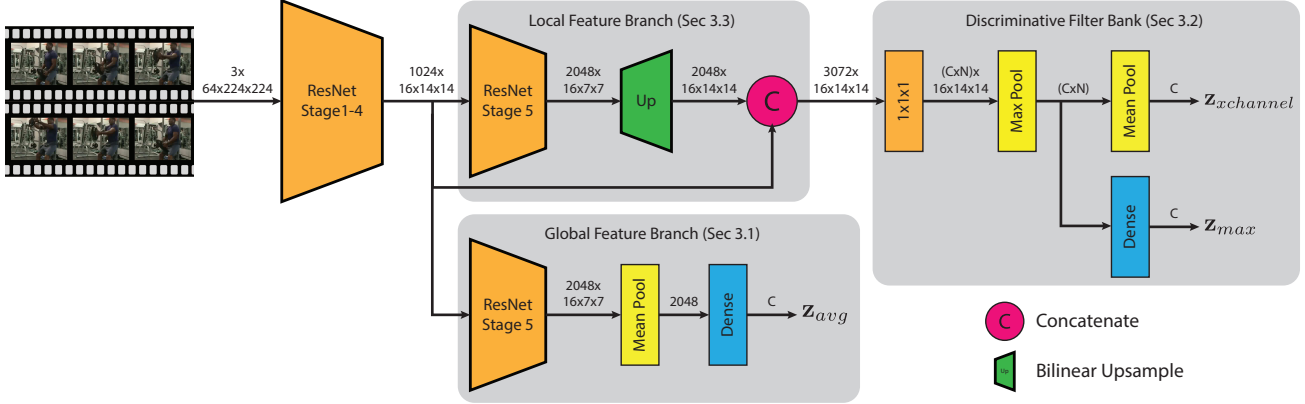 3x
64x224x224
ResNet
Stage1-4
1024x
16x14x14
Local Feature Branch (Sec 3.3)
ResNet
Stage 5
2048x
16x7x7
Up
2048x
16x14x14
C
3072x
16x14x14
Discriminative Filter Bank (Sec 3.2)
1x1x1
(CxN)x
16x14x14
Max Pool
(CxN)
Mean Pool
C
z_xchannel
Dense
C
z_max
Global Feature Branch (Sec 3.1)
ResNet
Stage 5
2048x
16x7x7
Mean Pool
2048
Dense
C
z_avg
C
Concatenate
Up
Bilinear Upsample